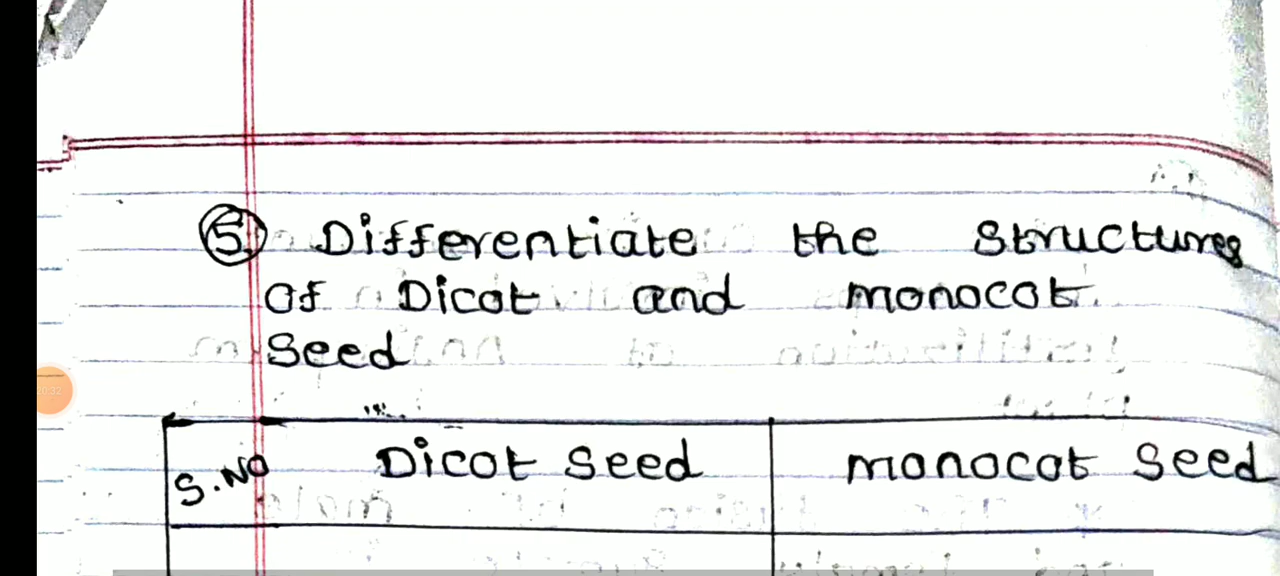 5. Differentiate the structures
of Dicot and monocot
Seed
S.NO Dicot Seed monocot Seed